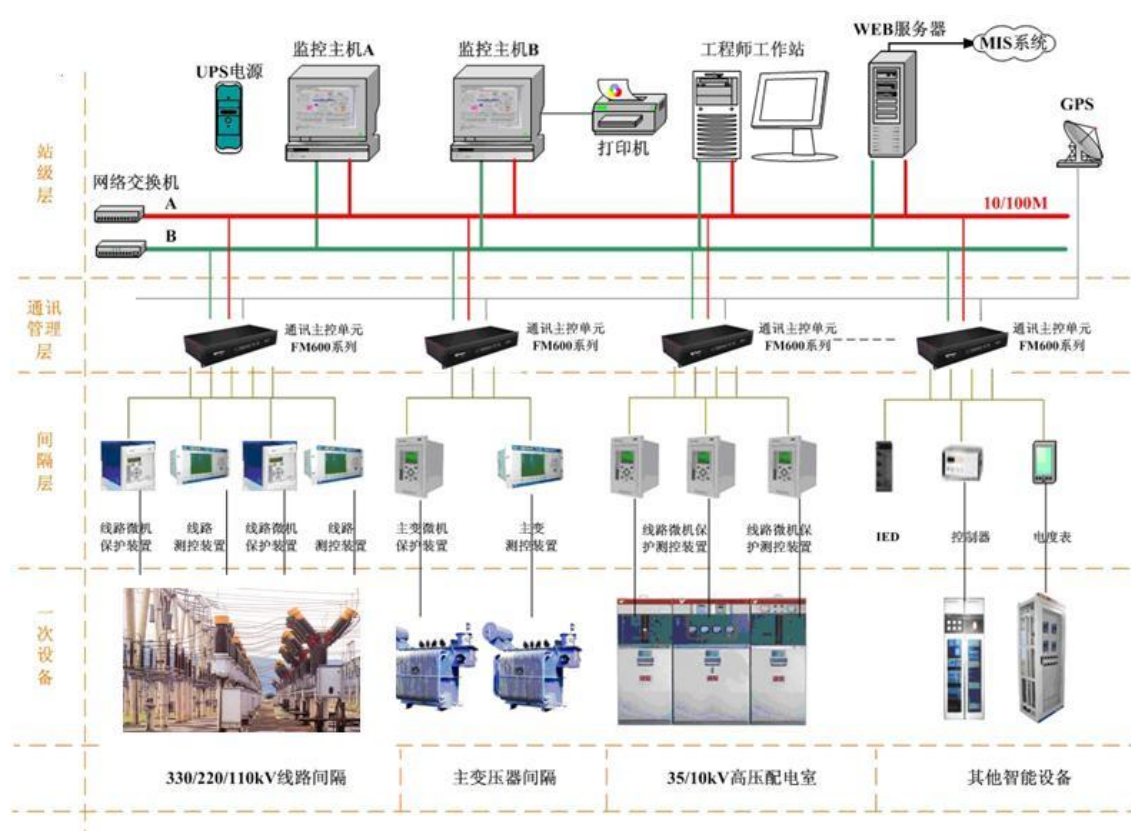 监控主机A
监控主机B
工程师工作站
WEB服务器
MIS系统
UPS电源
GPS
打印机
站级层
网络交换机
A
10/100M
B
通讯管理层
通讯主控单元
FM600系列
通讯主控单元
FM600系列
通讯主控单元
FM600系列
通讯主控单元
FM600系列
间隔层
线路微机
保护装置
线路
测控装置
线路微机
保护装置
线路
测控装置
主变微机
保护装置
主变
测控装置
线路微机保
护测控装置
线路微机保
护测控装置
IED
控制器
电度表
一次设备
330/220/110kV线路间隔
主变压器间隔
35/10kV高压配电室
其他智能设备